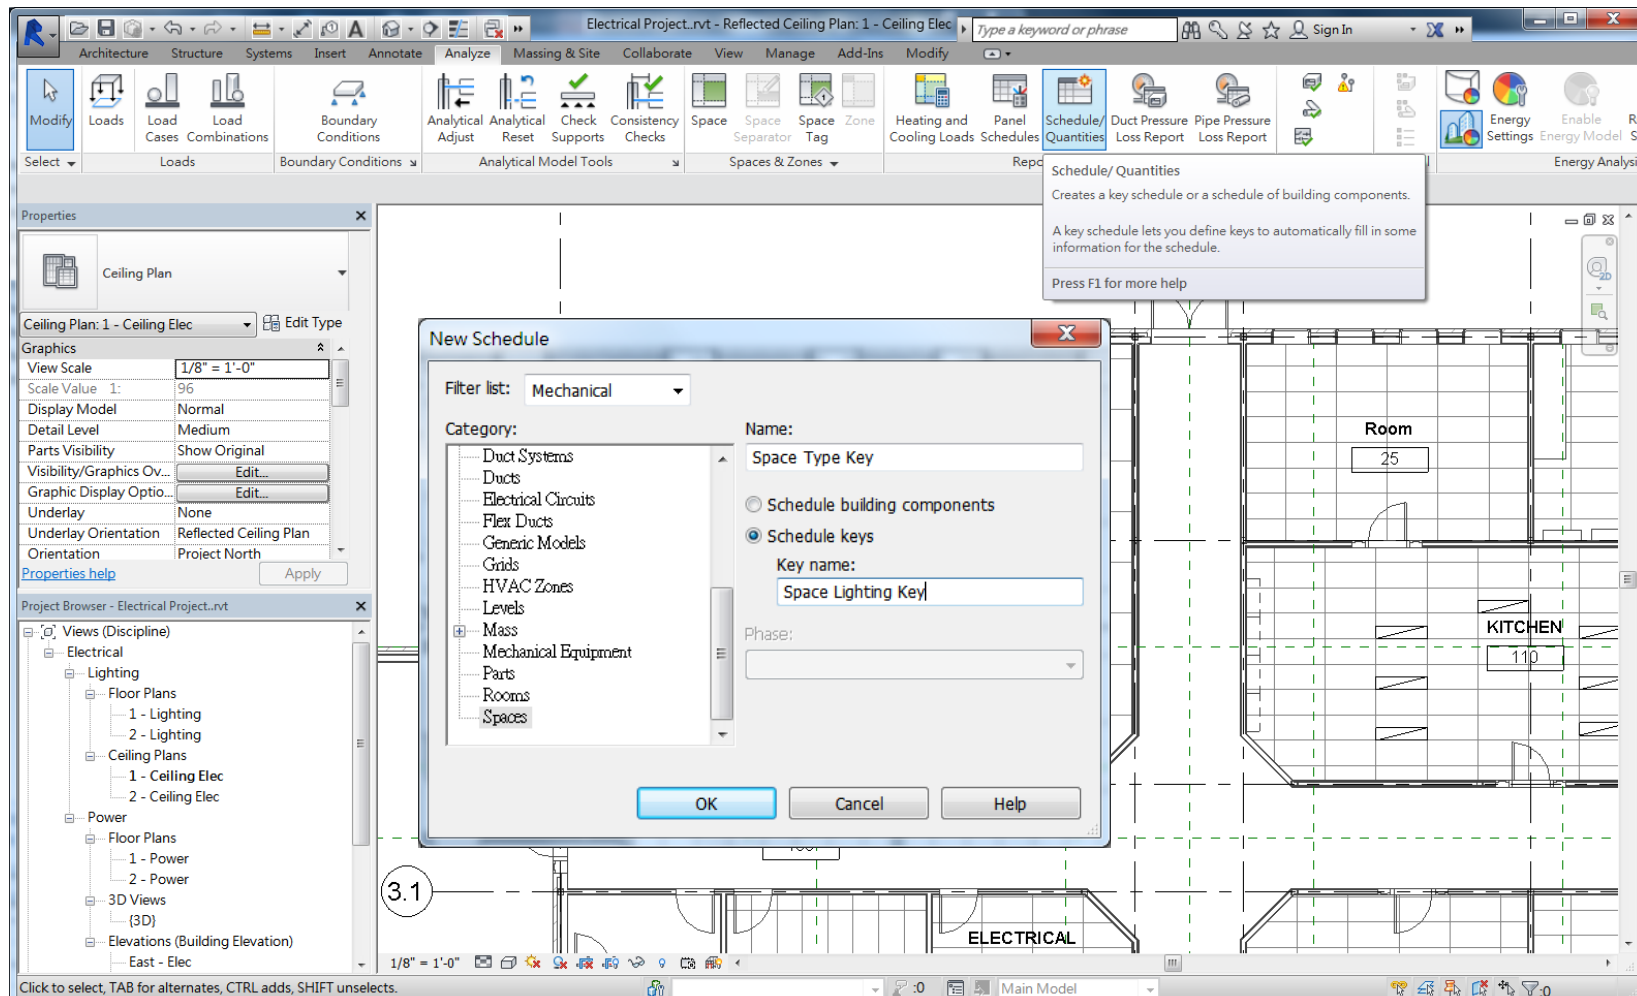 Electrical Project..rvt - Reflected Ceiling Plan: 1 - Ceiling Elec
Type a keyword or phrase
Sign In
Architecture Structure Systems Insert Annotate Analyze Massing & Site Collaborate View Manage Add-Ins Modify
Modify
Loads
Load Cases
Load Combinations
Boundary Conditions
Analytical Adjust
Analytical Reset
Check Supports
Consistency Checks
Space
Space Separator
Space Tag
Zone
Heating and Cooling Loads
Panel Schedules
Schedule/ Quantities
Duct Pressure Loss Report
Pipe Pressure Loss Report
Energy Settings
Enable Energy Model
Select
Loads
Boundary Conditions
Analytical Model Tools
Spaces & Zones
Repo
Energy Analysi
Schedule/ Quantities
Creates a key schedule or a schedule of building components.
A key schedule lets you define keys to automatically fill in some
information for the schedule.
Press F1 for more help
Properties
Ceiling Plan
Ceiling Plan: 1 - Ceiling Elec
Edit Type
Graphics
View Scale 1/8" = 1'-0"
Scale Value 1: 96
Display Model Normal
Detail Level Medium
Parts Visibility Show Original
Visibility/Graphics Ov... Edit...
Graphic Display Optio... Edit...
Underlay None
Underlay Orientation Reflected Ceiling Plan
Orientation Project North
Properties help
Apply
Project Browser - Electrical Project..rvt
Views (Discipline)
Electrical
Lighting
Floor Plans
1 - Lighting
2 - Lighting
Ceiling Plans
1 - Ceiling Elec
2 - Ceiling Elec
Power
Floor Plans
1 - Power
2 - Power
3D Views
{3D}
Elevations (Building Elevation)
East - Elec
New Schedule
Filter list: Mechanical
Category:
Duct Systems
Ducts
Electrical Circuits
Flex Ducts
Generic Models
Grids
HVAC Zones
Levels
Mass
Mechanical Equipment
Parts
Rooms
Spaces
Name:
Space Type Key
Schedule building components
Schedule keys
Key name:
Space Lighting Key
Phase:
OK
Cancel
Help
2D
Room
25
KITCHEN
110
3.1
ELECTRICAL
1/8" = 1'-0"
Click to select, TAB for alternates, CTRL adds, SHIFT unselects.
:0
Main Model
:0